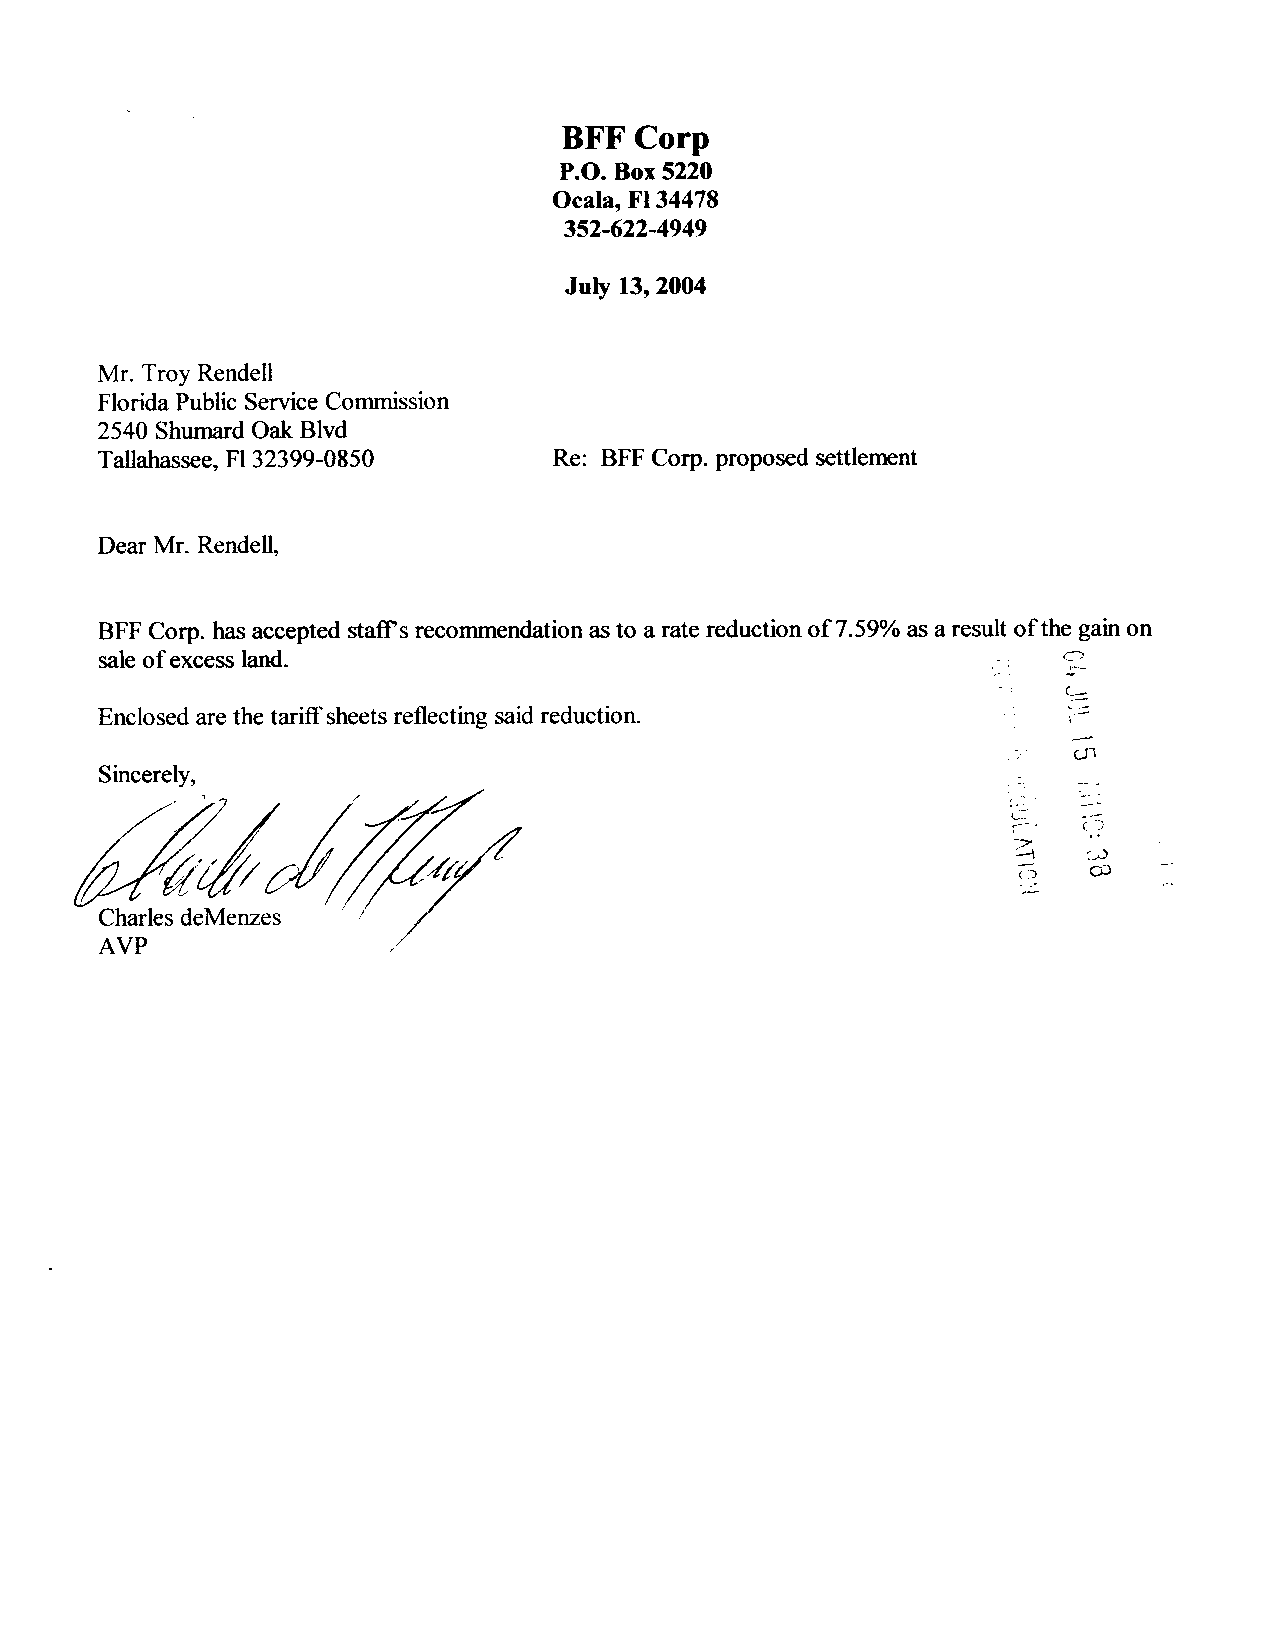 BFF Corp
P.O. Box 5220
Ocala, Fl 34478
352-622-4949
July 13, 2004
Mr. Troy Rendell
Florida Public Service Commission
2540 Shumard Oak Blvd
Tallahassee, Fl 32399-0850
Re: BFF Corp. proposed settlement
Dear Mr. Rendell,
BFF Corp. has accepted staff's recommendation as to a rate reduction of 7.59% as a result of the gain on
sale of excess land.
Enclosed are the tariff sheets reflecting said reduction.
Sincerely,
Charles deMenzes
Charles deMenzes
AVP
04 JUL 15